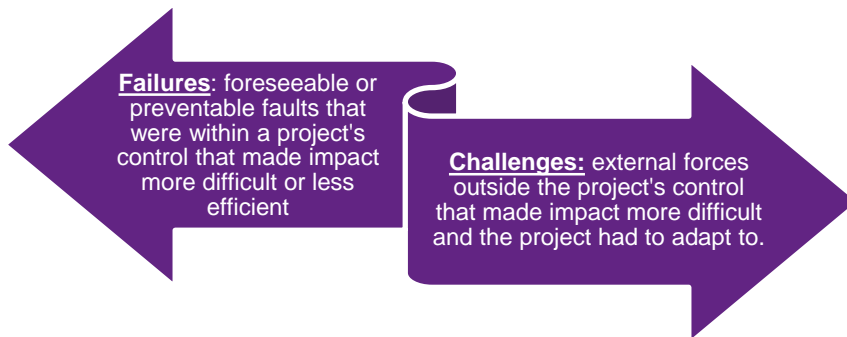 Failures: foreseeable or
preventable faults that
were within a project's
control that made impact
more difficult or less
efficient
Challenges: external forces
outside the project's control
that made impact more difficult
and the project had to adapt to.